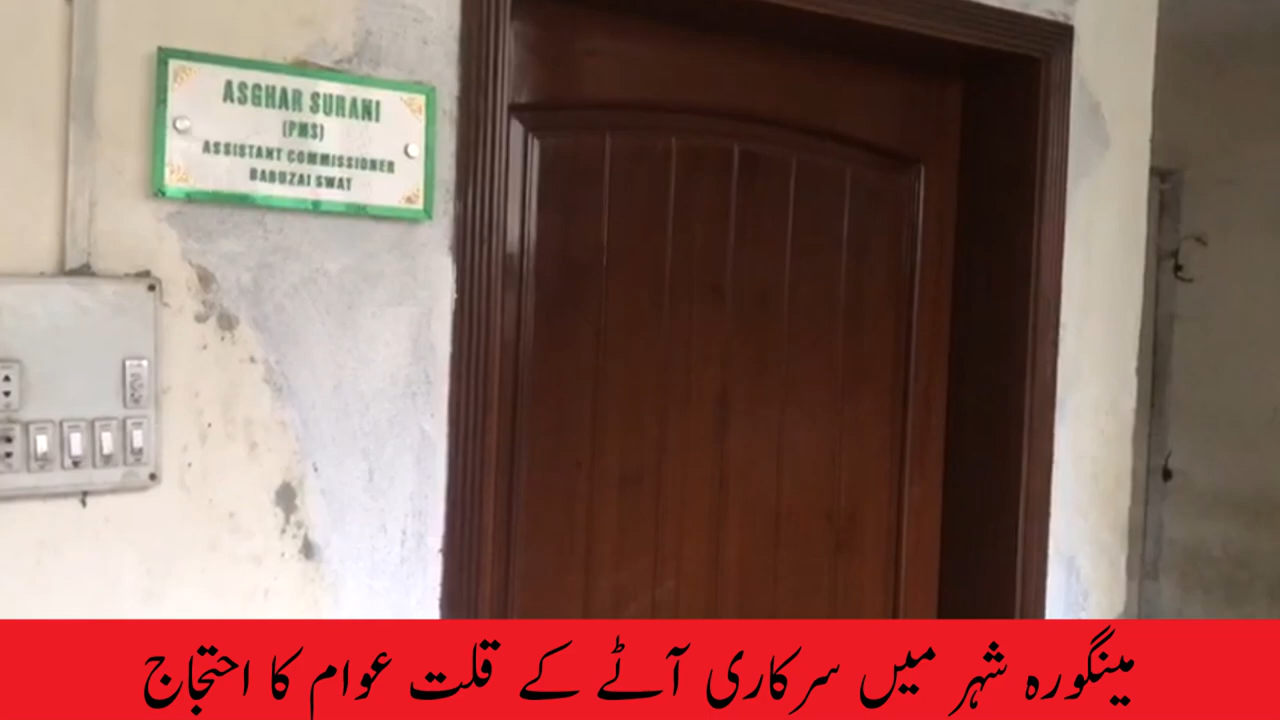 ASGHAR SURANI
(PMS)
ASSISTANT COMMISSIONER
BABUZAI SWAT
مینگورہ شہر میں سرکاری آٹے کے قلت عوام کا احتجاج